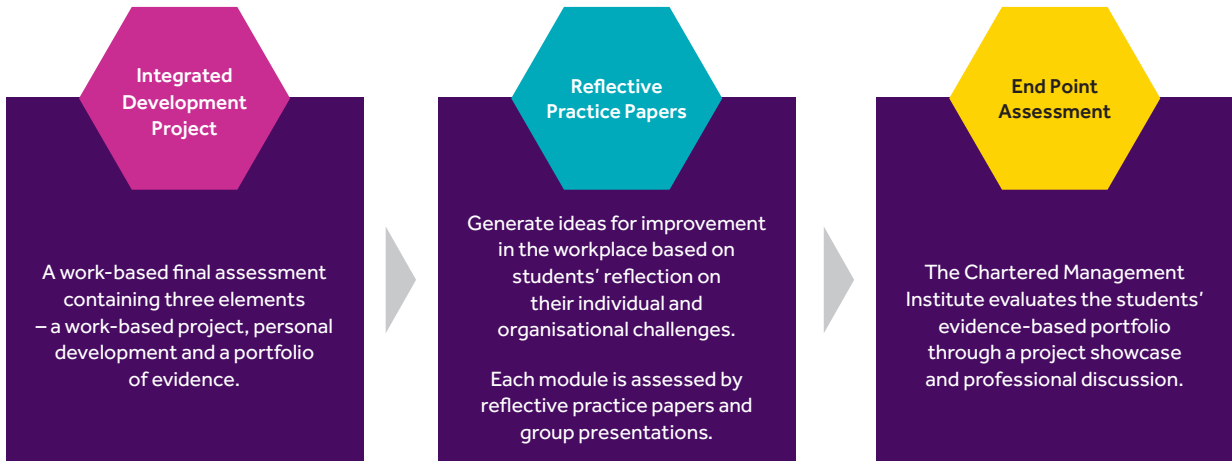 Integrated
Development
Project
A work-based final assessment
containing three elements
– a work-based project, personal
development and a portfolio
of evidence.
Reflective
Practice Papers
Generate ideas for improvement
in the workplace based on
students’ reflection on
their individual and
organisational challenges.
Each module is assessed by
reflective practice papers and
group presentations.
End Point
Assessment
The Chartered Management
Institute evaluates the students’
evidence-based portfolio
through a project showcase
and professional discussion.